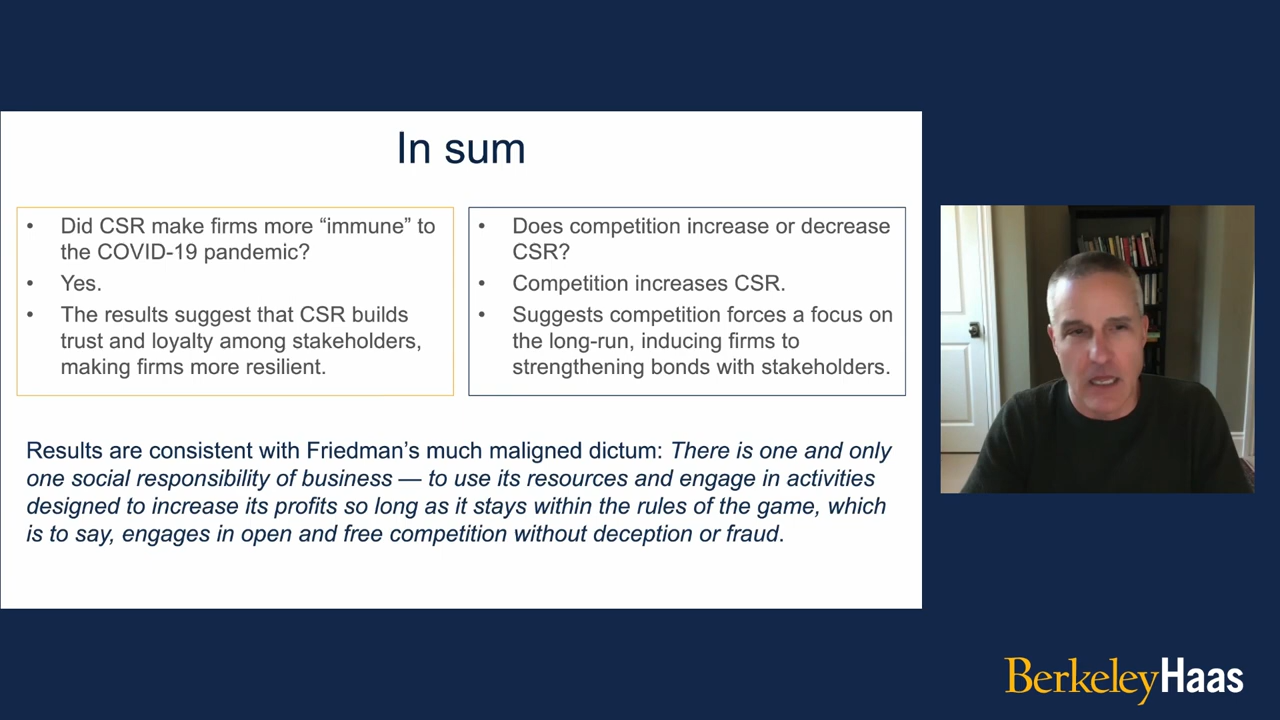 In sum
• Did CSR make firms more “immune” to
the COVID-19 pandemic?
• Yes.
• The results suggest that CSR builds
trust and loyalty among stakeholders,
making firms more resilient.
• Does competition increase or decrease
CSR?
• Competition increases CSR.
• Suggests competition forces a focus on
the long-run, inducing firms to
strengthening bonds with stakeholders.
Results are consistent with Friedman’s much maligned dictum: There is one and only
one social responsibility of business — to use its resources and engage in activities
designed to increase its profits so long as it stays within the rules of the game, which
is to say, engages in open and free competition without deception or fraud.
BerkeleyHaas